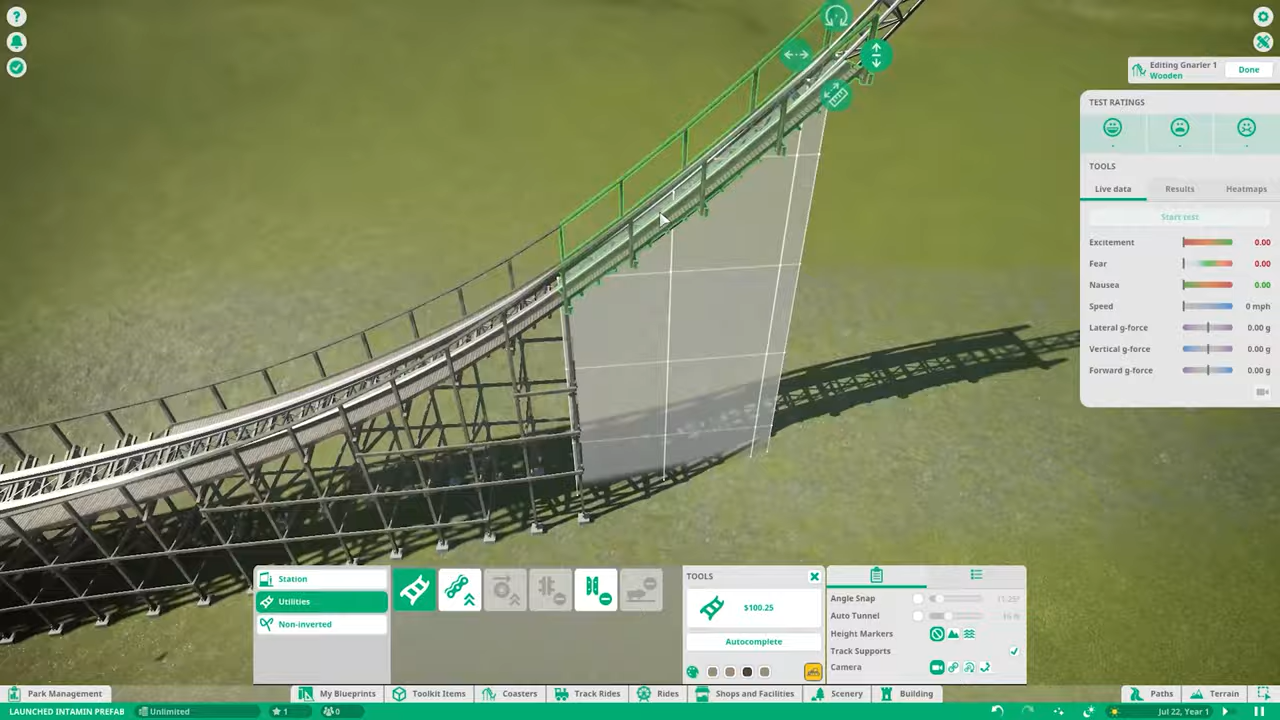 ?
Editing Gnarler 1
Wooden
Done
TEST RATINGS
- - -
TOOLS
Live data Results Heatmaps
Start test
Excitement 0.00
Fear 0.00
Nausea 0.00
Speed 0 mph
Lateral g-force 0.00 g
Vertical g-force 0.00 g
Forward g-force 0.00 g
Station
Utilities
Non-inverted
TOOLS
$100.25
Autocomplete
Angle Snap 11.25°
Auto Tunnel 16 ft
Height Markers
Track Supports
Camera
Park Management My Blueprints Toolkit Items Coasters Track Rides Rides Shops and Facilities Scenery Building Paths Terrain
LAUNCHED INTAMIN PREFAB Unlimited 1 0 Jul 22, Year 1